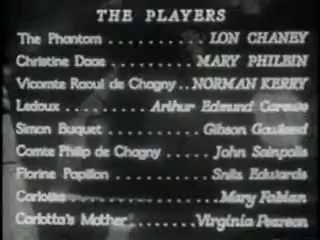 THE PLAYERS
The Phantom .......... LON CHANEY
Christine Daae ......... MARY PHILBIN
Vicomte Raoul de Chagny .. NORMAN KERRY
Ledoux .......... Arthur Edmund Carewe
Simon Buquet .......... Gibson Gowland
Comte Philip de Chagny ..... John Sainpolis
Florine Papillon .......... Snitz Edwards
Carlotta .................. Mary Fabian
Carlotta's Mother ........ Virginia Pearson